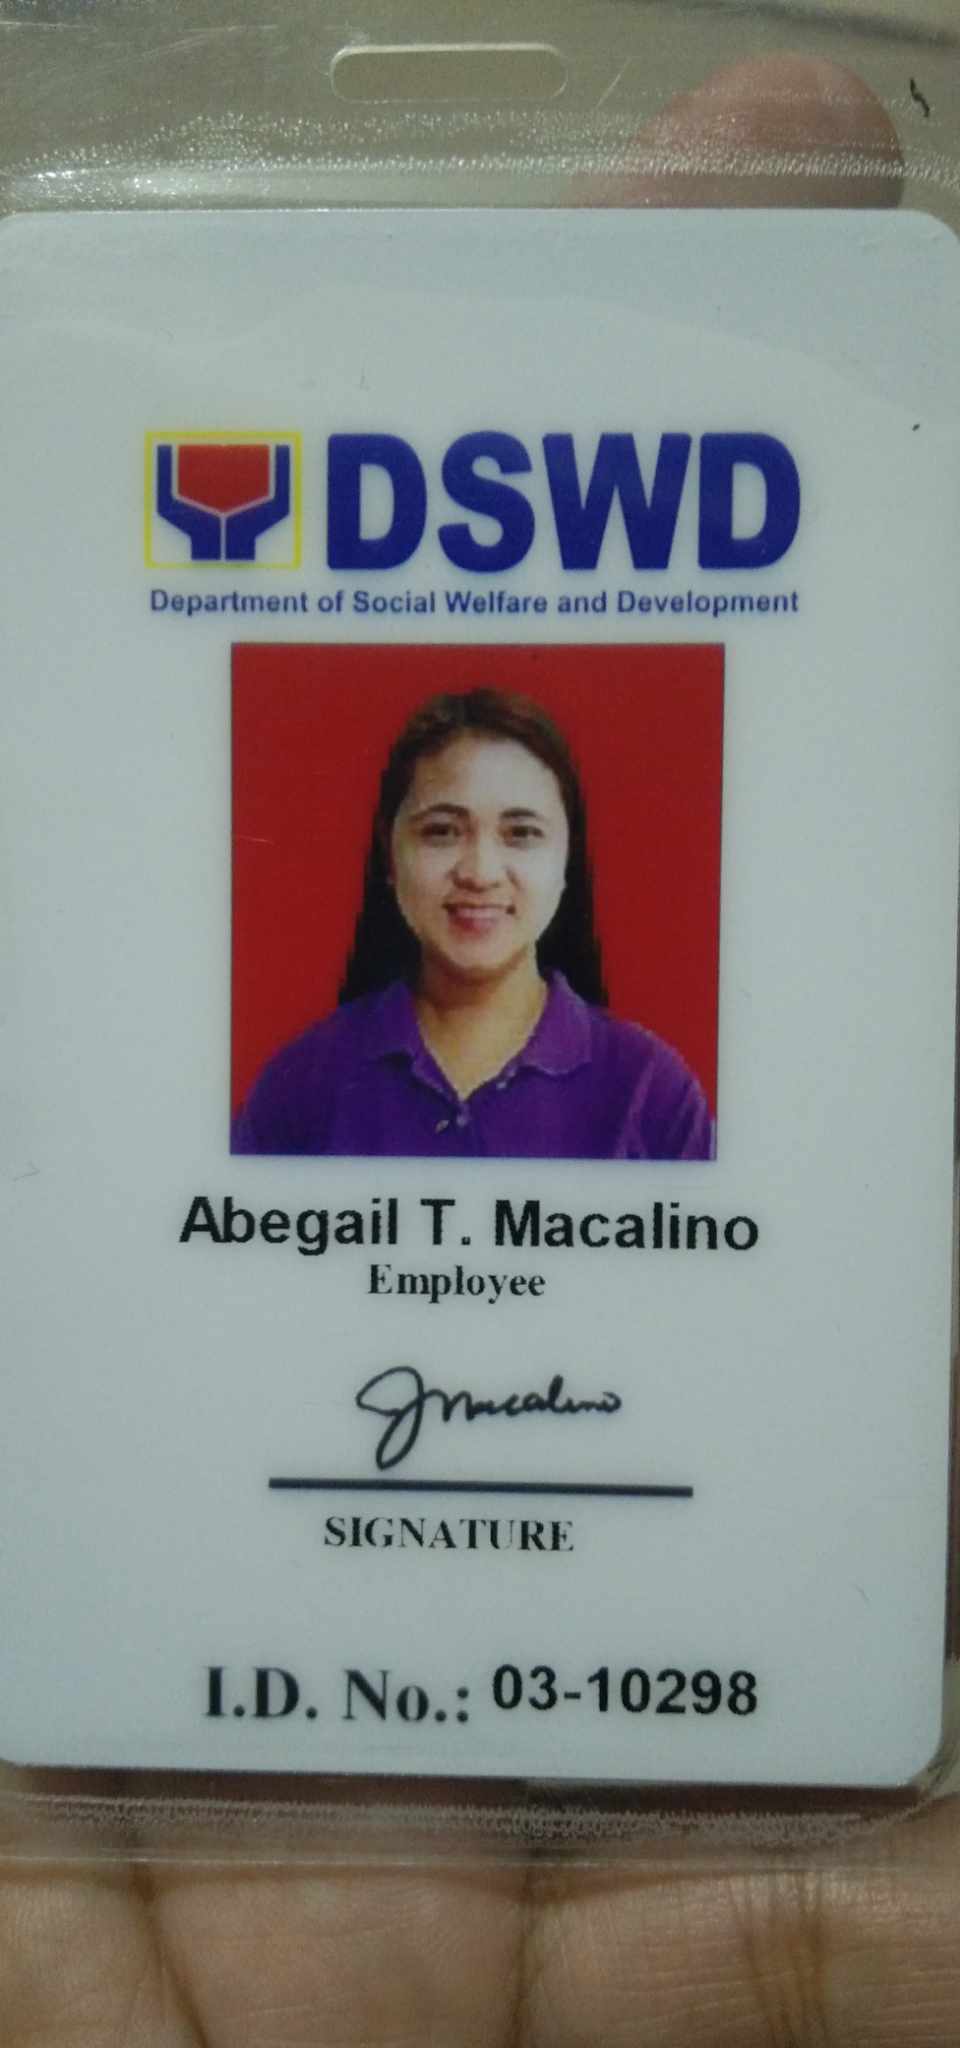 DSWD
Department of Social Welfare and Development
Abegail T. Macalino
Employee
JMacalino
SIGNATURE
I.D. No.: 03-10298